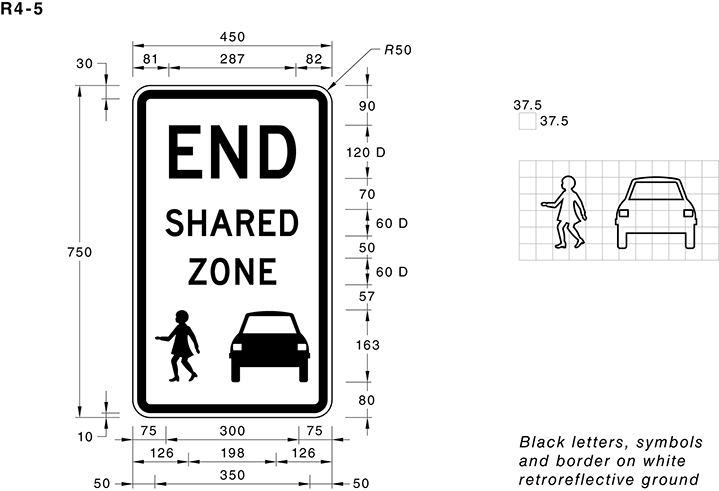 R4-5
450
81 287 82
R50
30
90
END
120 D
70
SHARED
60 D
750
50
ZONE
60 D
57
163
80
10
75 300 75
126 198 126
50 350 50
37.5
37.5
Black letters, symbols
and border on white
retroreflective ground